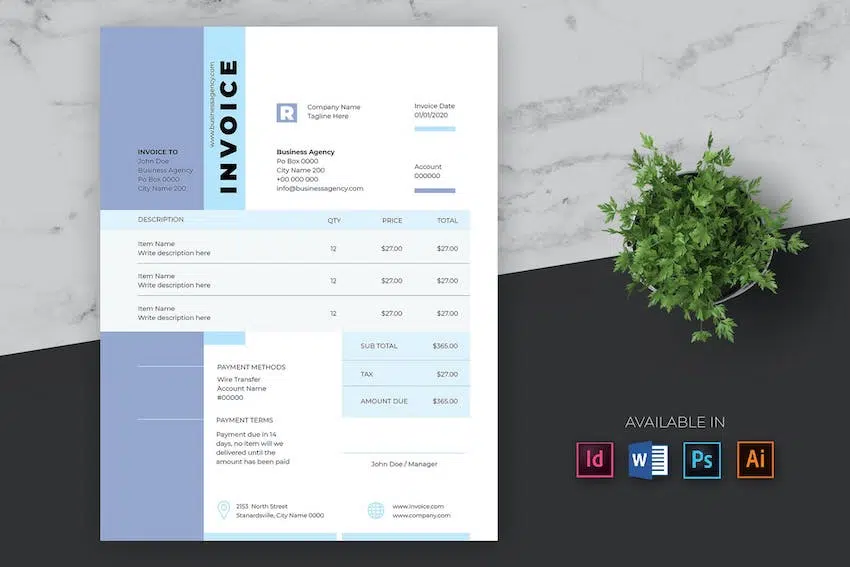 www.businessagency.com
INVOICE
R
Company Name
Tagline Here
Invoice Date
01/01/2020
INVOICE TO
John Doe
Business Agency
Po Box 0000
City Name 200
Business Agency
Po Box 0000
City Name 200
+00 000 000
info@businessagency.com
Account
000000
DESCRIPTION QTY PRICE TOTAL
Item Name
Write description here 12 $27.00 $27.00
Item Name
Write description here 12 $27.00 $27.00
Item Name
Write description here 12 $27.00 $27.00
SUB TOTAL $365.00
TAX $27.00
AMOUNT DUE $365.00
PAYMENT METHODS
Wire Transfer
Account Name
#00000
PAYMENT TERMS
Payment due in 14
days, no item will we
delivered until the
amount has been paid
John Doe / Manager
2153 North Street
Stanardsville, City Name 0000
www.invoice.com
www.company.com
AVAILABLE IN
Id W Ps Ai